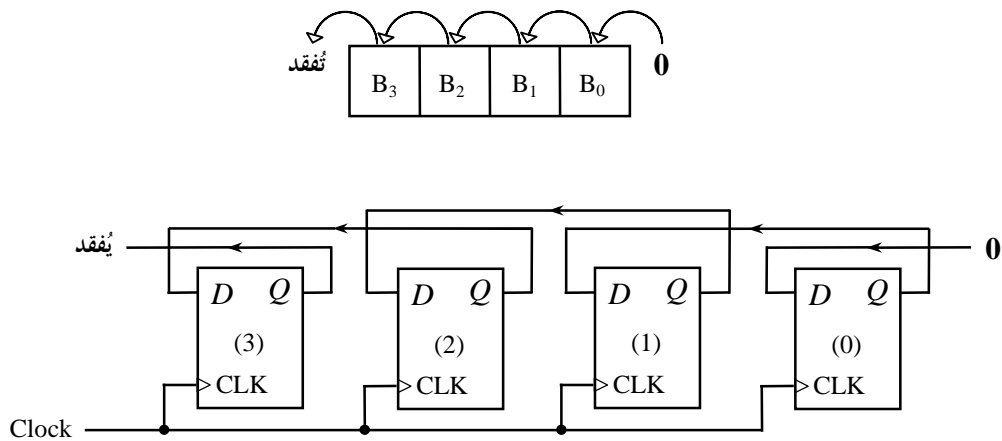 تُفقد B₃ B₂ B₁ B₀ 0
يُفقد 0
D Q D Q D Q D Q
(3) (2) (1) (0)
CLK CLK CLK CLK
Clock